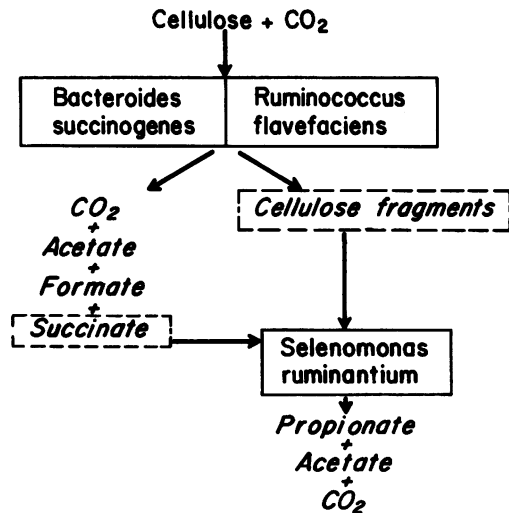 Cellulose + CO₂
Bacteroides
succinogenes
Ruminococcus
flavefaciens
CO₂
+
Acetate
+
Formate
+
Succinate
Cellulose fragments
Selenomonas
ruminantium
Propionate
+
Acetate
+
CO₂